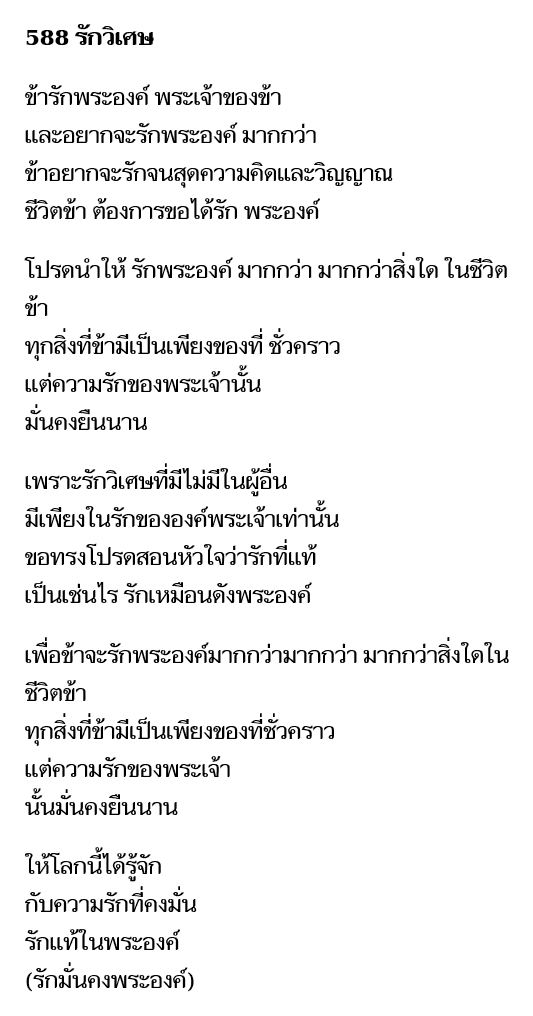 588 รักวิเศษ
ข้ารักพระองค์ พระเจ้าของข้า
และอยากจะรักพระองค์ มากกว่า
ข้าอยากจะรักจนสุดความคิดและวิญญาณ
ชีวิตข้า ต้องการขอได้รัก พระองค์
โปรดนำให้ รักพระองค์ มากกว่า มากกว่าสิ่งใด ในชีวิต
ข้า
ทุกสิ่งที่ข้ามีเป็นเพียงของที่ ชั่วคราว
แต่ความรักของพระเจ้านั้น
มั่นคงยืนนาน
เพราะรักวิเศษที่มีไม่มีในผู้อื่น
มีเพียงในรักขององค์พระเจ้าเท่านั้น
ขอทรงโปรดสอนหัวใจว่ารักที่แท้
เป็นเช่นไร รักเหมือนดังพระองค์
เพื่อข้าจะรักพระองค์มากกว่ามากกว่า มากกว่าสิ่งใดใน
ชีวิตข้า
ทุกสิ่งที่ข้ามีเป็นเพียงของที่ชั่วคราว
แต่ความรักของพระเจ้า
นั้นมั่นคงยืนนาน
ให้โลกนี้ได้รู้จัก
กับความรักที่คงมั่น
รักแท้ในพระองค์
(รักมั่นคงพระองค์)